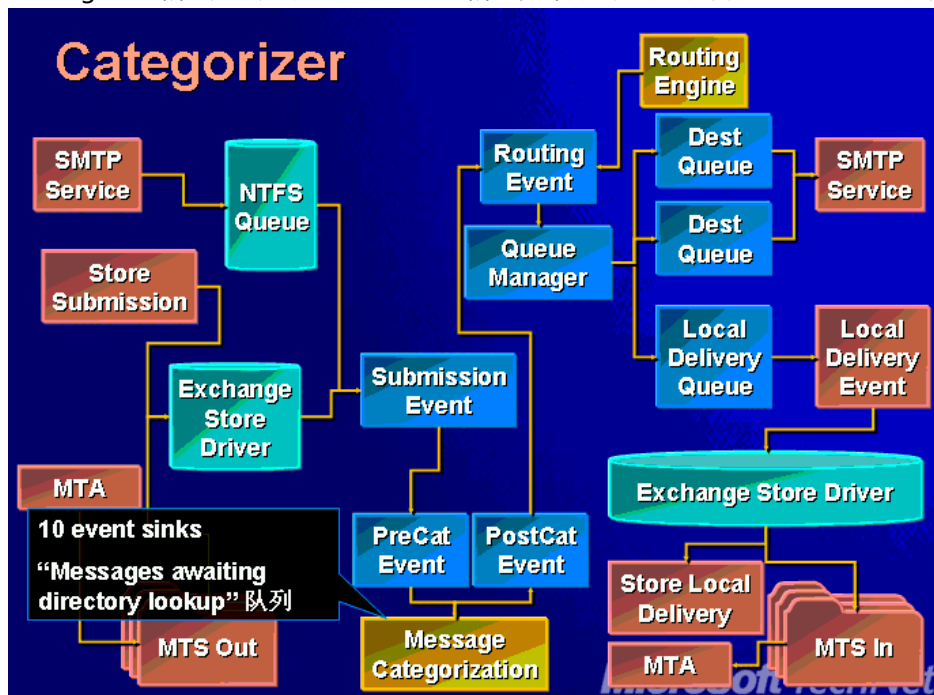 Categorizer
Routing
Engine
SMTP
Service
NTFS
Queue
Routing
Event
Dest
Queue
SMTP
Service
Dest
Queue
Queue
Manager
Store
Submission
Local
Delivery
Queue
Local
Delivery
Event
Exchange
Store
Driver
Submission
Event
MTA
Exchange Store Driver
10 event sinks
“Messages awaiting
directory lookup” 队列
PreCat
Event
PostCat
Event
Store Local
Delivery
MTS Out
Message
Categorization
MTA
MTS In